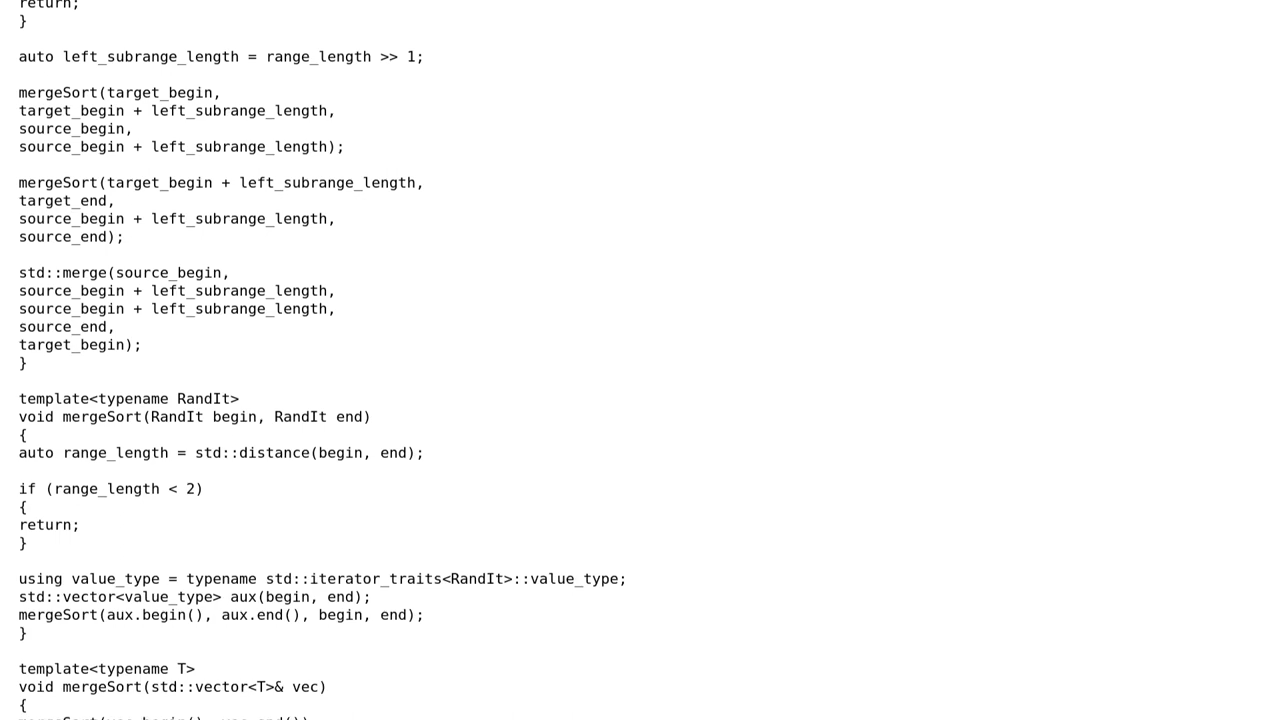 return;
}

auto left_subrange_length = range_length >> 1;

mergeSort(target_begin,
target_begin + left_subrange_length,
source_begin,
source_begin + left_subrange_length);

mergeSort(target_begin + left_subrange_length,
target_end,
source_begin + left_subrange_length,
source_end);

std::merge(source_begin,
source_begin + left_subrange_length,
source_begin + left_subrange_length,
source_end,
target_begin);
}

template<typename RandIt>
void mergeSort(RandIt begin, RandIt end)
{
auto range_length = std::distance(begin, end);

if (range_length < 2)
{
return;
}

using value_type = typename std::iterator_traits<RandIt>::value_type;
std::vector<value_type> aux(begin, end);
mergeSort(aux.begin(), aux.end(), begin, end);
}

template<typename T>
void mergeSort(std::vector<T>& vec)
{